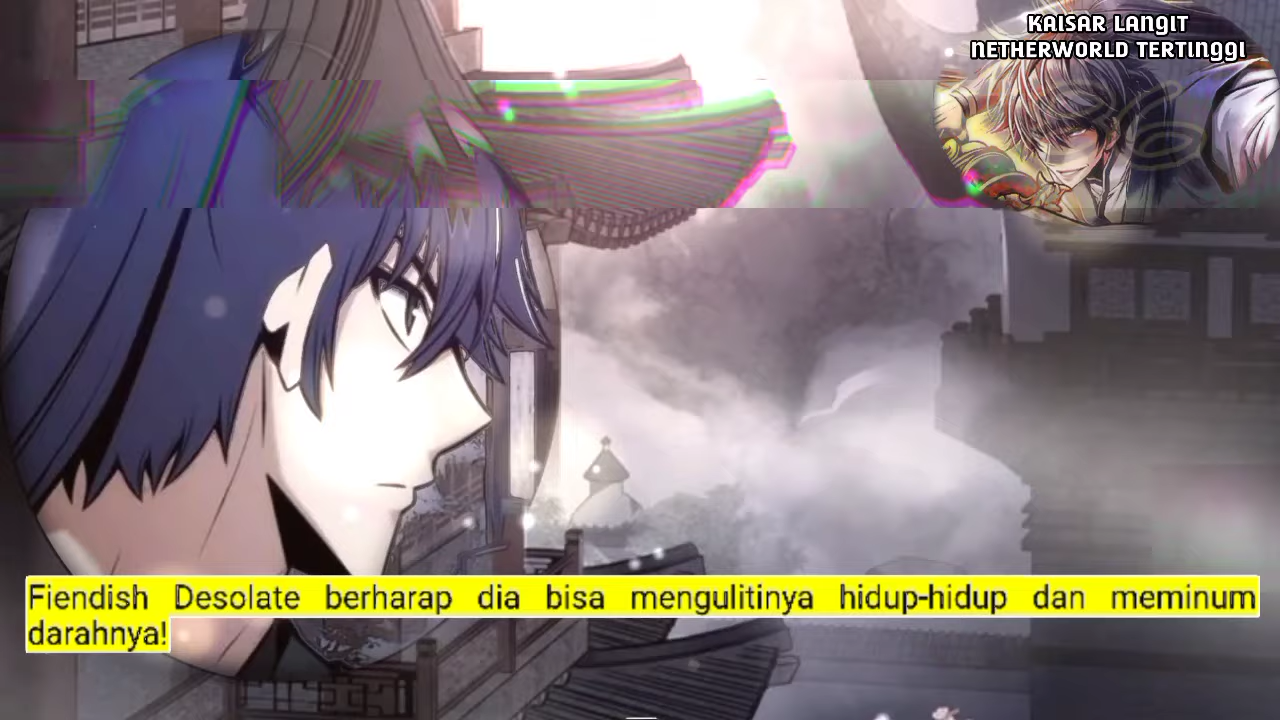 KAISAR LANGIT
NETHERWORLD TERTINGGI
Fiendish Desolate berharap dia bisa mengulitinya hidup-hidup dan meminum
darahnya!